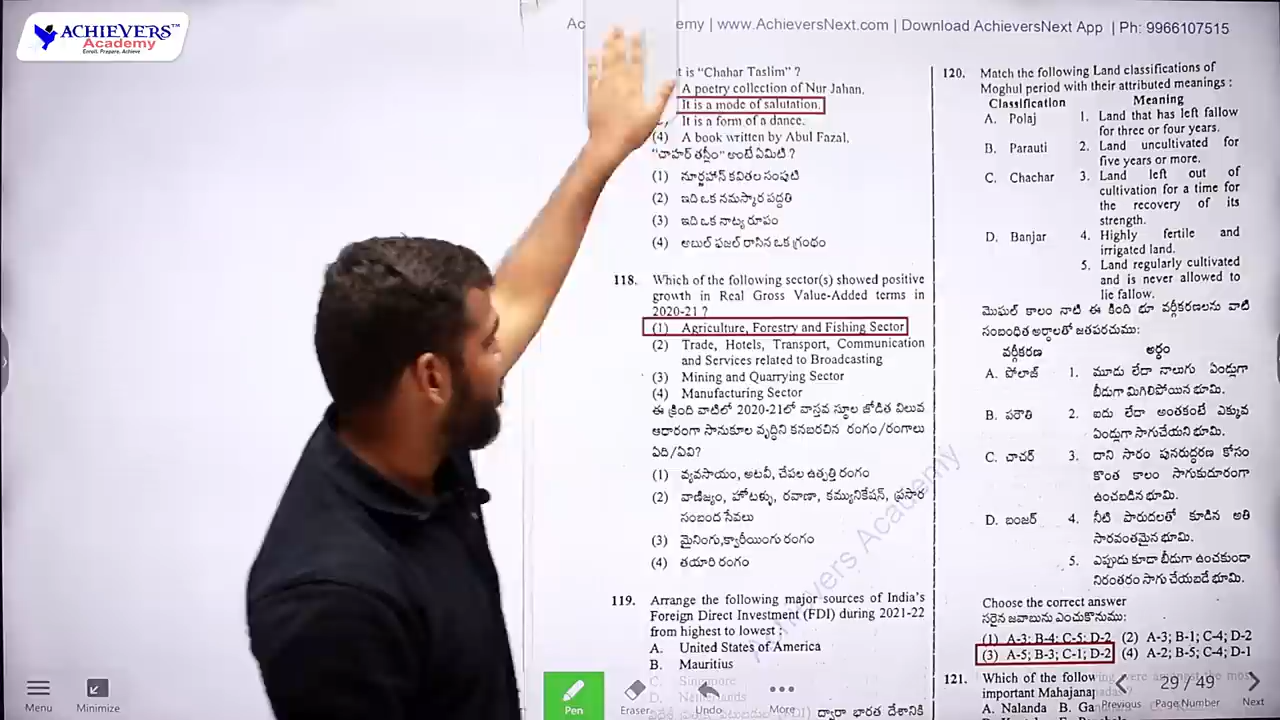 ACHIEVERS
Academy
Enroll, Prepare, Achieve
Ac emy | www.AchieversNext.com | Download AchieversNext App | Ph: 9966107515
t is “Chahar Taslim” ?
A poetry collection of Nur Jahan.
It is a mode of salutation.
It is a form of a dance.
(4) A book written by Abul Fazal.
“చాహర్ తస్లీం” అంటే ఏమిటి ?
(1) నూర్జహాన్ కవితల సంపుటి
(2) ఇది ఒక నమస్కార పద్ధతి
(3) ఇది ఒక నాట్య రూపం
(4) అబుల్ ఫజల్ రాసిన ఒక గ్రంథం
118. Which of the following sector(s) showed positive
growth in Real Gross Value-Added terms in
2020-21 ?
(1) Agriculture, Forestry and Fishing Sector
(2) Trade, Hotels, Transport, Communication
and Services related to Broadcasting
(3) Mining and Quarrying Sector
(4) Manufacturing Sector
ఈ క్రింది వాటిలో 2020-21లో వాస్తవ స్థూల జోడిత విలువ
ఆధారంగా సానుకూల వృద్ధిని కనబరచిన రంగం/రంగాలు
ఏది/ఏవి?
(1) వ్యవసాయం, అటవీ, చేపల ఉత్పత్తి రంగం
(2) వాణిజ్యం, హోటళ్ళు, రవాణా, కమ్యునికేషన్, ప్రసార
సంబంద సేవలు
(3) మైనింగు,క్వారీయింగు రంగం
(4) తయారి రంగం
119. Arrange the following major sources of India’s
Foreign Direct Investment (FDI) during 2021-22
from highest to lowest :
A. United States of America
B. Mauritius
C. Singapore
D. Netherlands
ద్వారా భారత దేశానికి
120. Match the following Land classifications of
Moghul period with their attributed meanings :
Classification Meaning
A. Polaj 1. Land that has left fallow
for three or four years.
B. Parauti 2. Land uncultivated for
five years or more.
C. Chachar 3. Land left out of
cultivation for a time for
the recovery of its
strength.
D. Banjar 4. Highly fertile and
irrigated land.
5. Land regularly cultivated
and is never allowed to
lie fallow.
మొఘల్ కాలం నాటి ఈ కింది భూ వర్గీకరణలను వాటి
సంబంధిత అర్థాలతో జతపరచుము:
వర్గీకరణ అర్థం
A. పోలాజ్ 1. మూడు లేదా నాలుగు ఏండ్లుగా
బీడుగా మిగిలిపోయిన భూమి.
B. పరౌతి 2. ఐదు లేదా అంతకంటే ఎక్కువ
ఏండ్లుగా సాగుచేయని భూమి.
C. చాచర్ 3. దాని సారం పునరుద్ధరణ కోసం
కొంత కాలం సాగుకుదూరంగా
ఉంచబడిన భూమి.
D. బంజర్ 4. నీటి పారుదలతో కూడిన అతి
సారవంతమైన భూమి.
5. ఎప్పుడు కూడా బీడుగా ఉంచకుండా
నిరంతరం సాగు చేయబడే భూమి.
Choose the correct answer
సరైన జవాబును ఎంచుకొనుము:
(1) A-3; B-4; C-5; D-2 (2) A-3; B-1; C-4; D-2
(3) A-5; B-3; C-1; D-2 (4) A-2; B-5; C-4; D-1
121. Which of the following were amongst the most
important Mahajanapadas?
A. Nalanda B. Ga
Achievers Academy
Menu
Minimize
Pen
Eraser
Undo
More
Previous
29 / 49
Page Number
Next